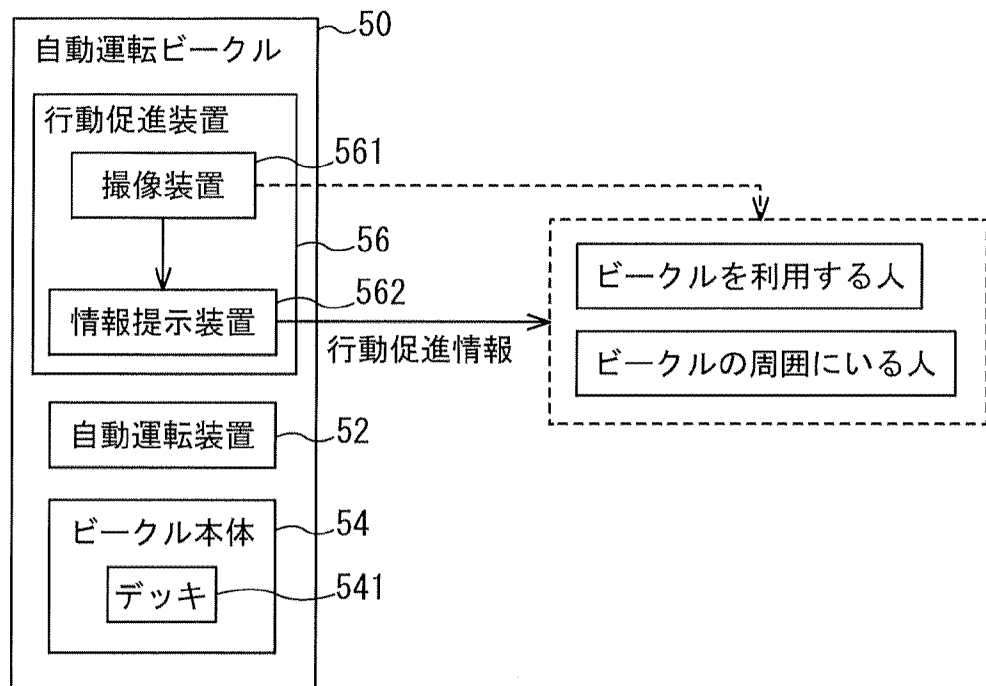 50
自動運転ビークル
行動促進装置
561
撮像装置
56
562
情報提示装置
行動促進情報
ビークルを利用する人
ビークルの周囲にいる人
自動運転装置
52
ビークル本体
54
デッキ
541